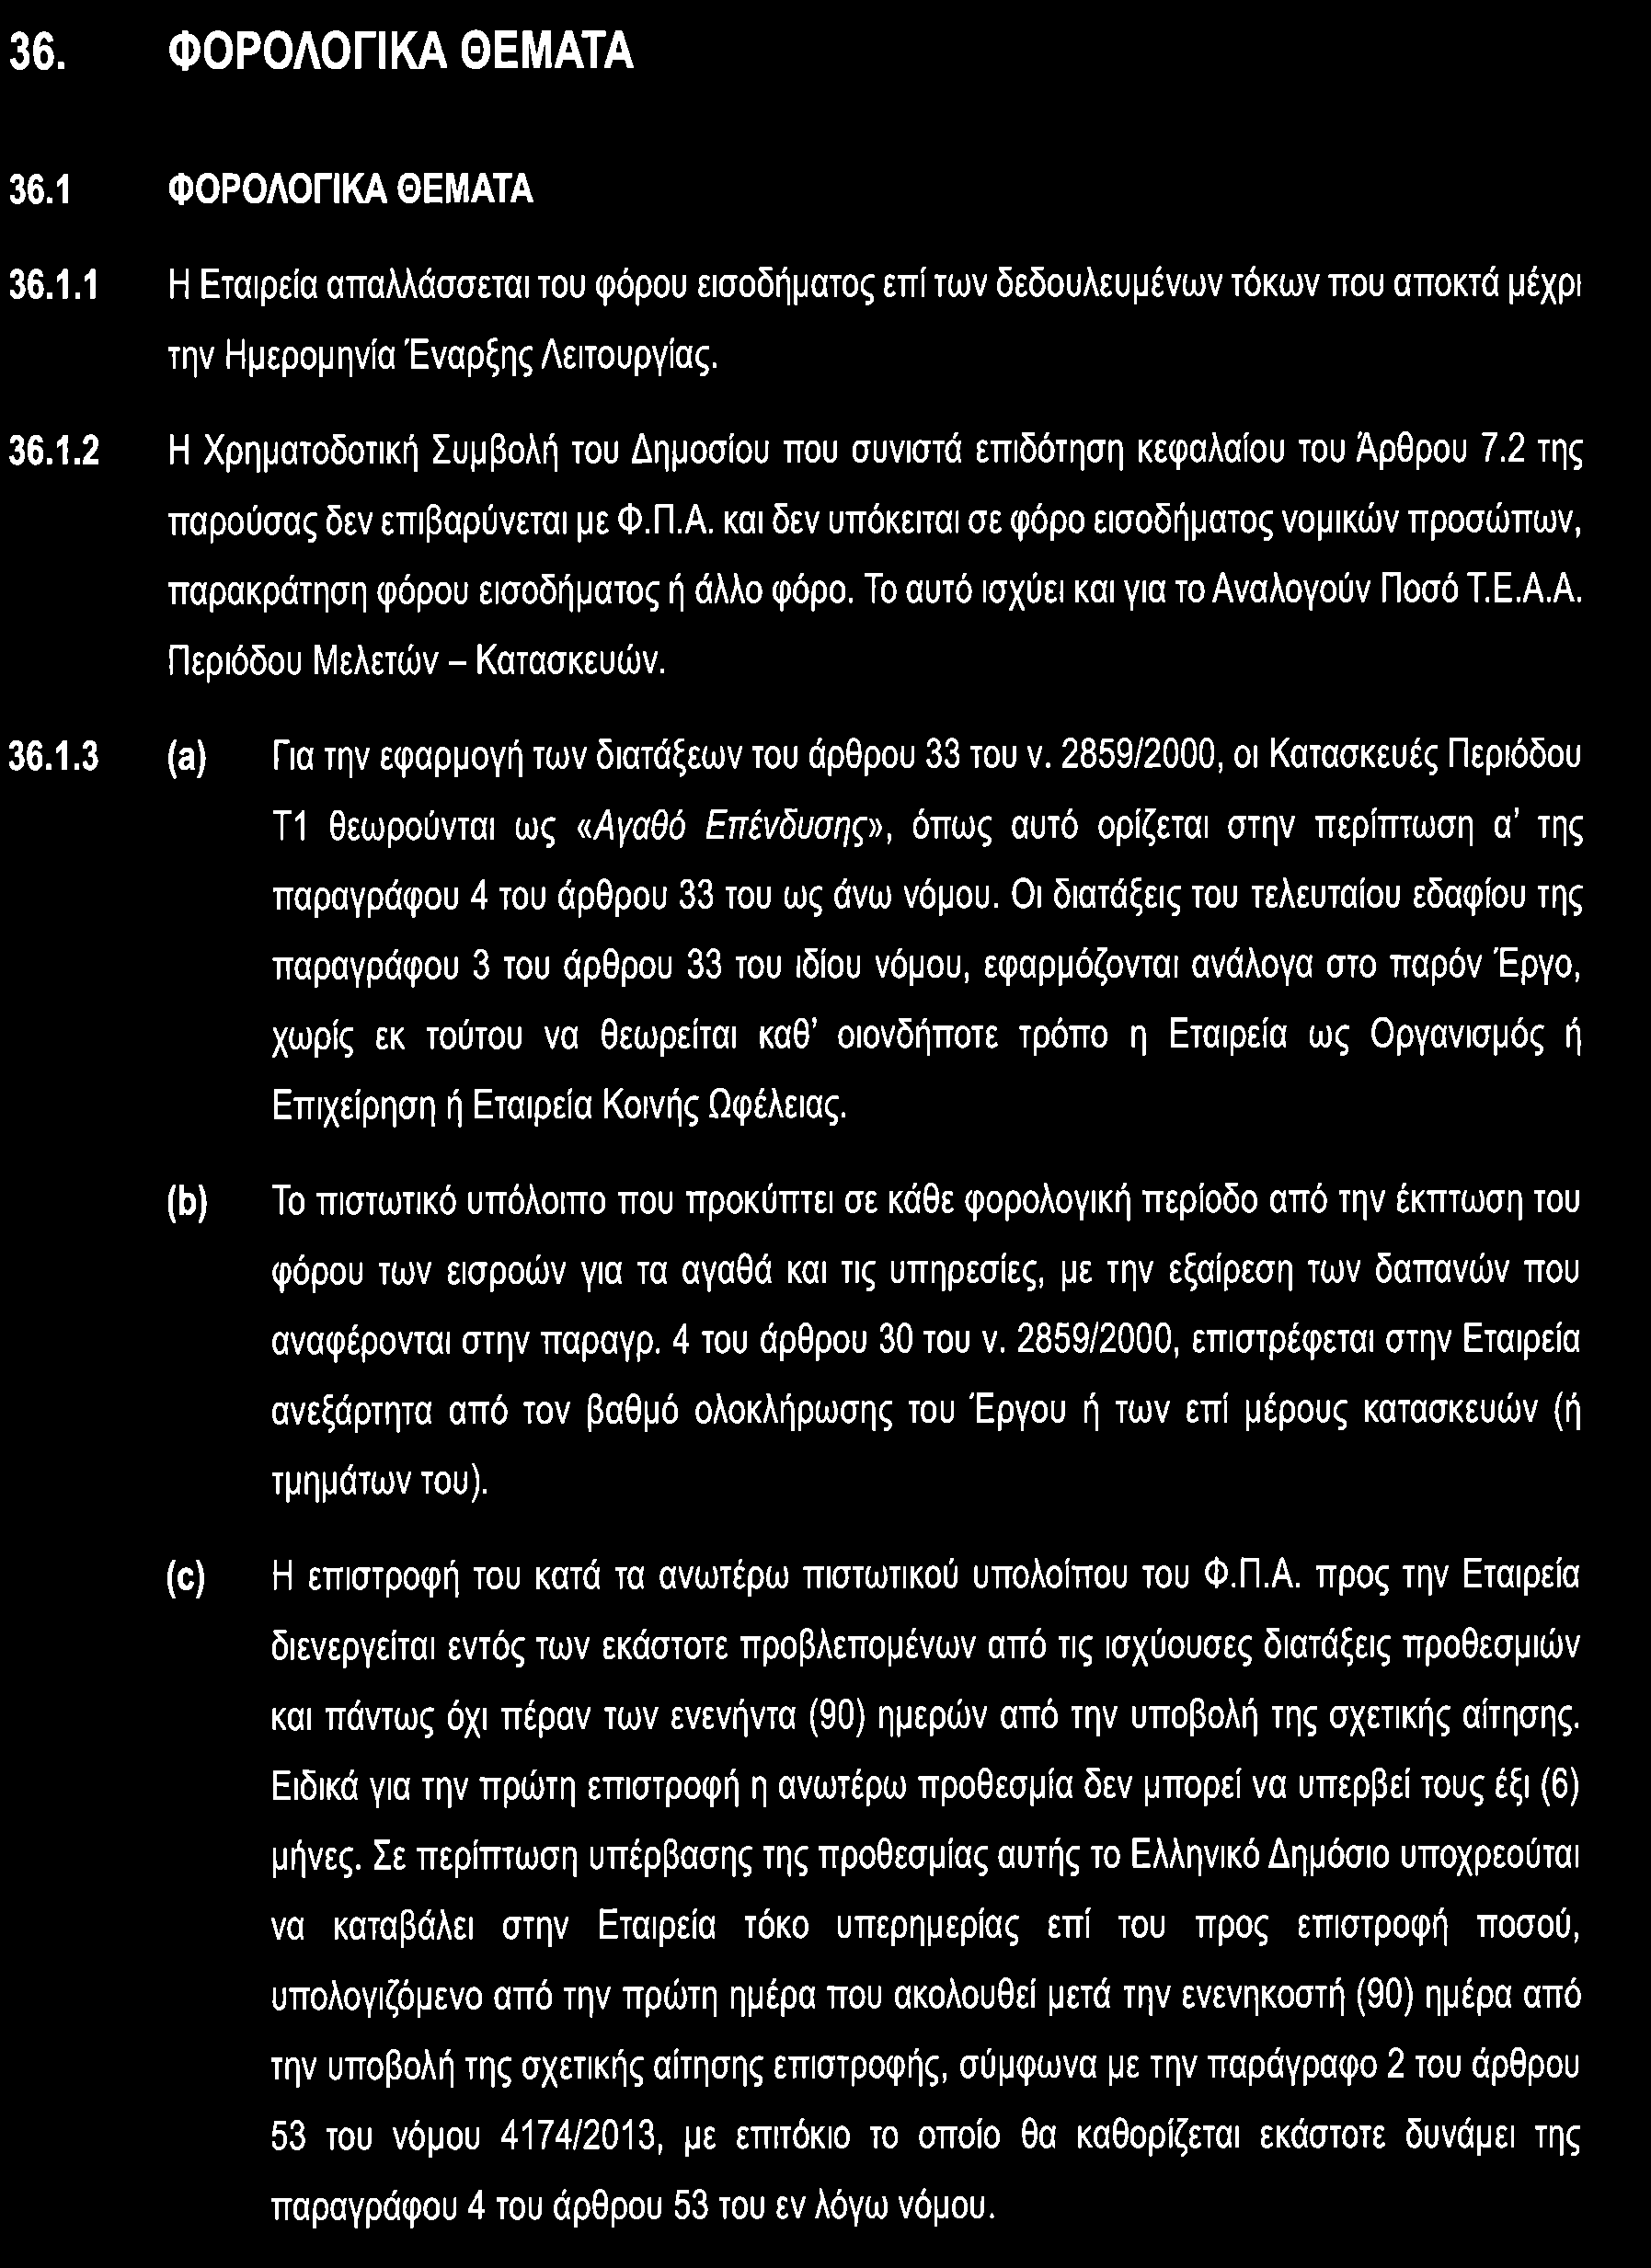 36. ΦΟΡΟΛΟΓΙΚΑ ΘΕΜΑΤΑ
36.1 ΦΟΡΟΛΟΓΙΚΑ ΘΕΜΑΤΑ
36.1.1 Η Εταιρεία απαλλάσσεται του φόρου εισοδήματος επί των δεδουλευμένων τόκων που αποκτά μέχρι
την Ημερομηνία Έναρξης Λειτουργίας.
36.1.2 Η Χρηματοδοτική Συμβολή του Δημοσίου που συνιστά επιδότηση κεφαλαίου του Άρθρου 7.2 της
παρούσας δεν επιβαρύνεται με Φ.Π.Α. και δεν υπόκειται σε φόρο εισοδήματος νομικών προσώπων,
παρακράτηση φόρου εισοδήματος ή άλλο φόρο. Το αυτό ισχύει και για το Αναλογούν Ποσό Τ.Ε.Α.Α.
Περιόδου Μελετών – Κατασκευών.
36.1.3 (a) Για την εφαρμογή των διατάξεων του άρθρου 33 του ν. 2859/2000, οι Κατασκευές Περιόδου
Τ1 θεωρούνται ως «Αγαθό Επένδυσης», όπως αυτό ορίζεται στην περίπτωση α’ της
παραγράφου 4 του άρθρου 33 του ως άνω νόμου. Οι διατάξεις του τελευταίου εδαφίου της
παραγράφου 3 του άρθρου 33 του ιδίου νόμου, εφαρμόζονται ανάλογα στο παρόν Έργο,
χωρίς εκ τούτου να θεωρείται καθ’ οιονδήποτε τρόπο η Εταιρεία ως Οργανισμός ή
Επιχείρηση ή Εταιρεία Κοινής Ωφέλειας.
(b) Το πιστωτικό υπόλοιπο που προκύπτει σε κάθε φορολογική περίοδο από την έκπτωση του
φόρου των εισροών για τα αγαθά και τις υπηρεσίες, με την εξαίρεση των δαπανών που
αναφέρονται στην παραγρ. 4 του άρθρου 30 του ν. 2859/2000, επιστρέφεται στην Εταιρεία
ανεξάρτητα από τον βαθμό ολοκλήρωσης του Έργου ή των επί μέρους κατασκευών (ή
τμημάτων του).
(c) Η επιστροφή του κατά τα ανωτέρω πιστωτικού υπολοίπου του Φ.Π.Α. προς την Εταιρεία
διενεργείται εντός των εκάστοτε προβλεπομένων από τις ισχύουσες διατάξεις προθεσμιών
και πάντως όχι πέραν των ενενήντα (90) ημερών από την υποβολή της σχετικής αίτησης.
Ειδικά για την πρώτη επιστροφή η ανωτέρω προθεσμία δεν μπορεί να υπερβεί τους έξι (6)
μήνες. Σε περίπτωση υπέρβασης της προθεσμίας αυτής το Ελληνικό Δημόσιο υποχρεούται
να καταβάλει στην Εταιρεία τόκο υπερημερίας επί του προς επιστροφή ποσού,
υπολογιζόμενο από την πρώτη ημέρα που ακολουθεί μετά την ενενηκοστή (90) ημέρα από
την υποβολή της σχετικής αίτησης επιστροφής, σύμφωνα με την παράγραφο 2 του άρθρου
53 του νόμου 4174/2013, με επιτόκιο το οποίο θα καθορίζεται εκάστοτε δυνάμει της
παραγράφου 4 του άρθρου 53 του εν λόγω νόμου.